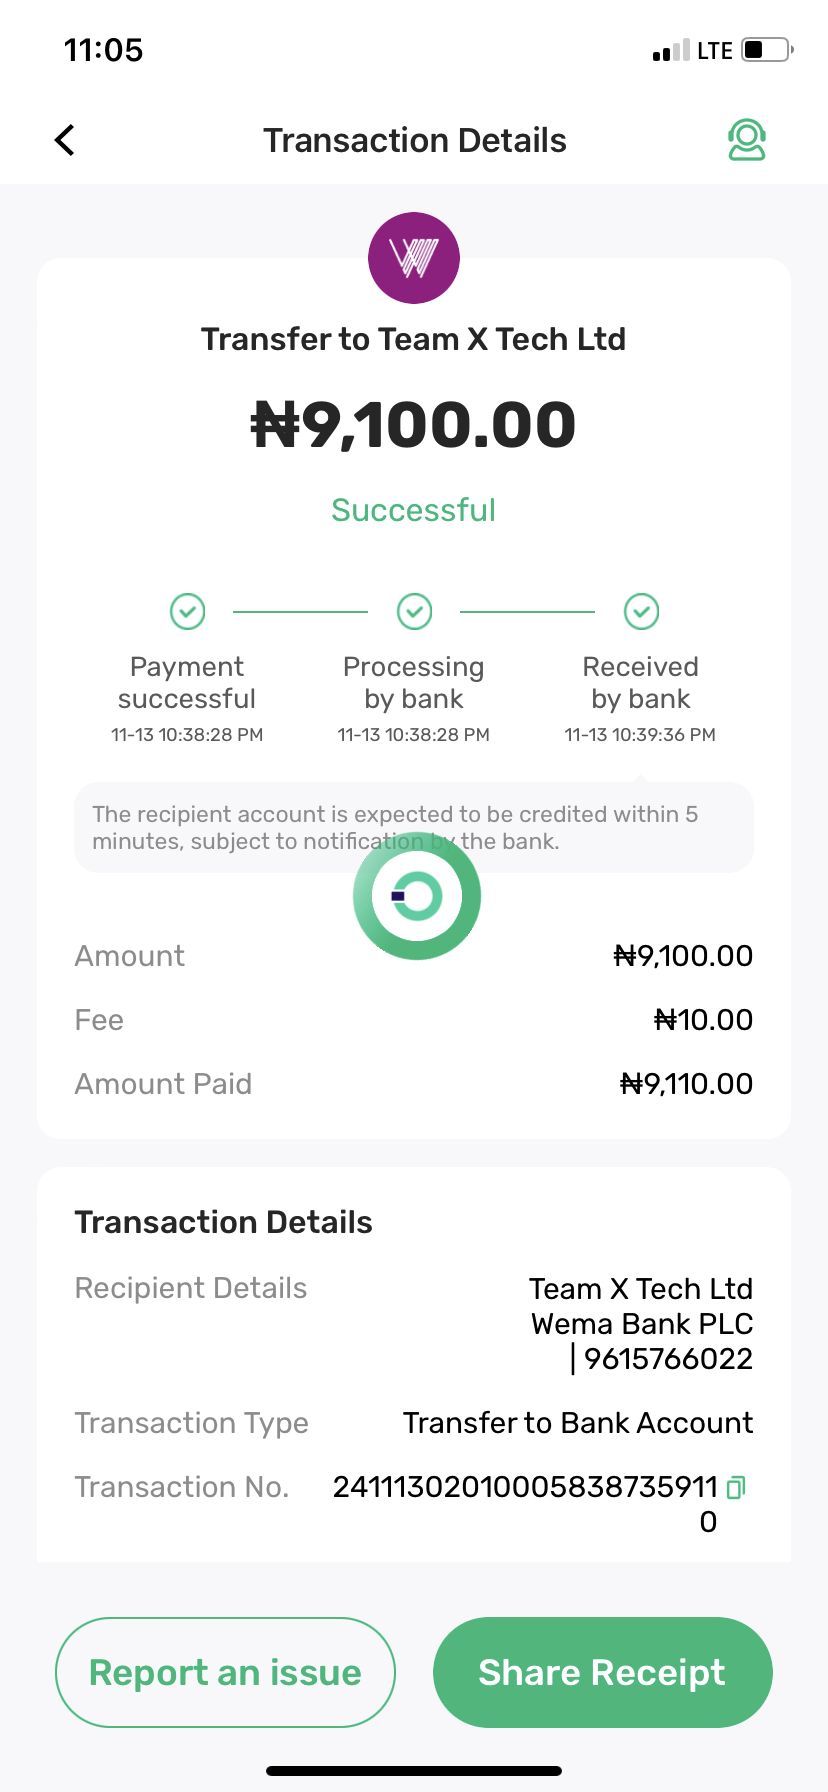 11:05
LTE
Transaction Details
Transfer to Team X Tech Ltd
₦9,100.00
Successful
Payment successful
11-13 10:38:28 PM
Processing by bank
11-13 10:38:28 PM
Received by bank
11-13 10:39:36 PM
The recipient account is expected to be credited within 5
minutes, subject to notification by the bank.
Amount ₦9,100.00
Fee ₦10.00
Amount Paid ₦9,110.00
Transaction Details
Recipient Details Team X Tech Ltd
Wema Bank PLC
| 9615766022
Transaction Type Transfer to Bank Account
Transaction No. 24111302010005838735911
0
Report an issue
Share Receipt